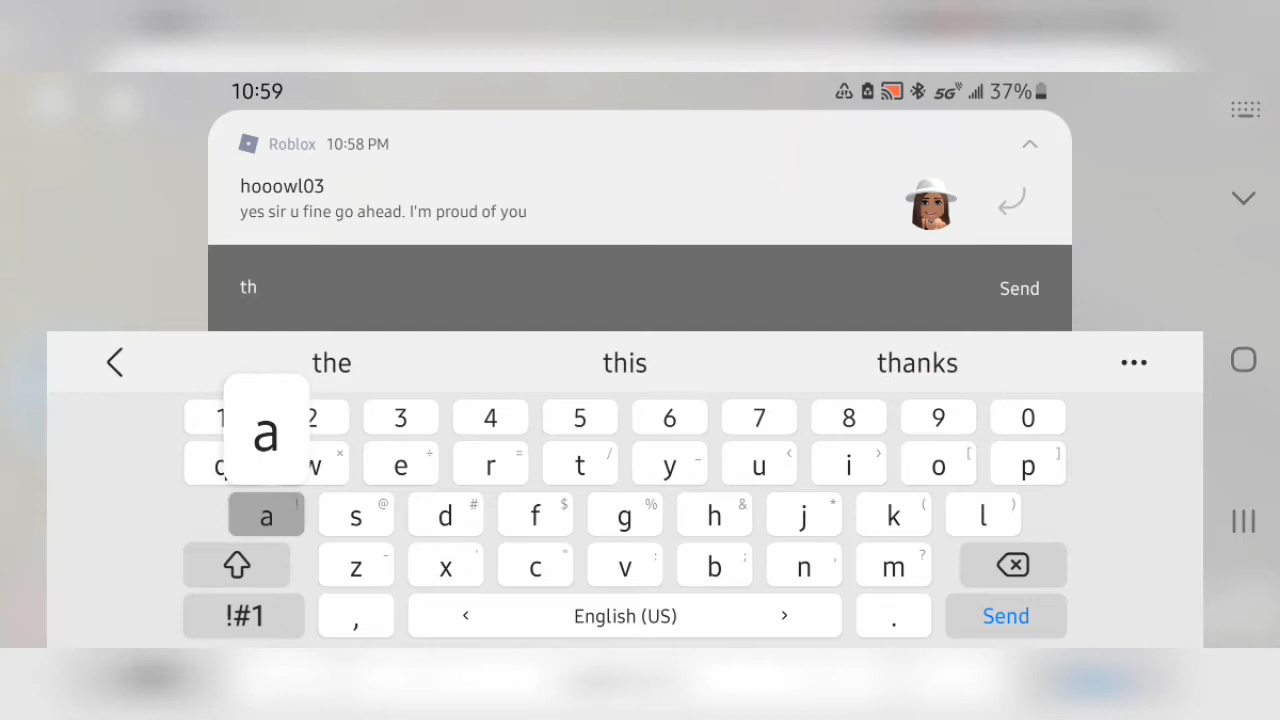 10:59
5G 37%
Roblox 10:58 PM
hooowl03
yes sir u fine go ahead. I'm proud of you
th
Send
the this thanks •••
a
1 2 3 4 5 6 7 8 9 0
q w × e ÷ r = t / y _ u < i > o [ p ]
a ! s @ d # f $ g % h & j * k ( l )
z - x ' c " v : b ; n , m ?
!#1 , < English (US) > . Send